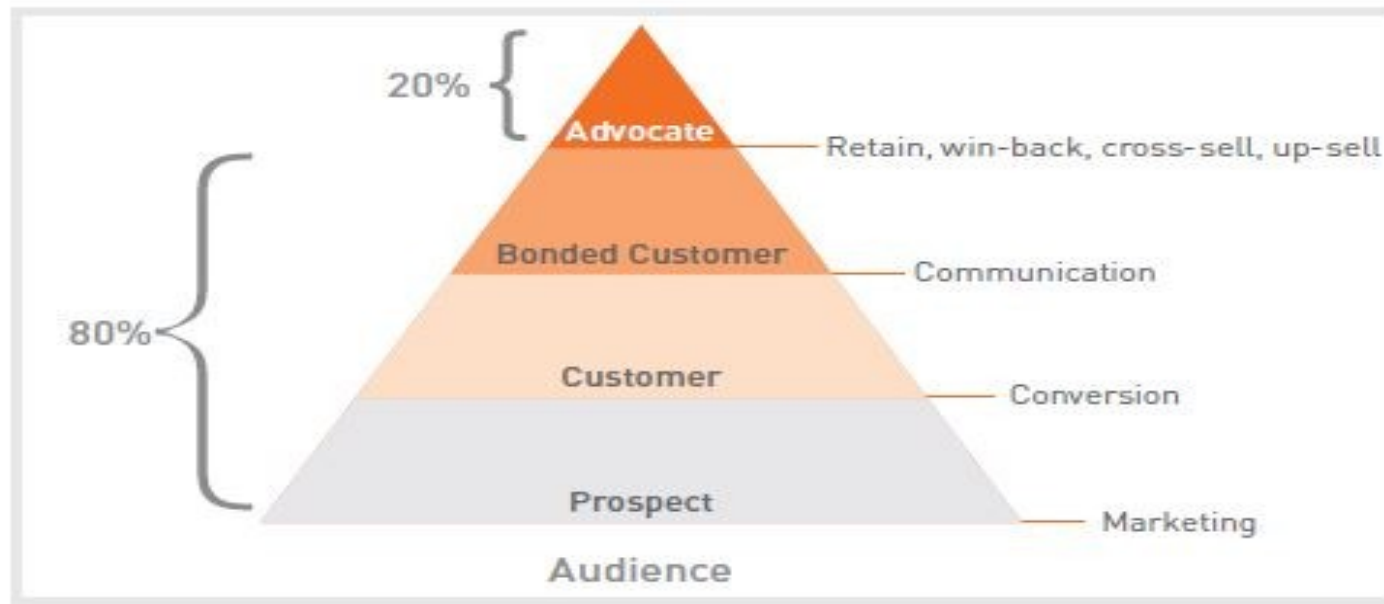 20%
Advocate
Retain, win-back, cross-sell, up-sell
Bonded Customer
Communication
80%
Customer
Conversion
Prospect
Marketing
Audience